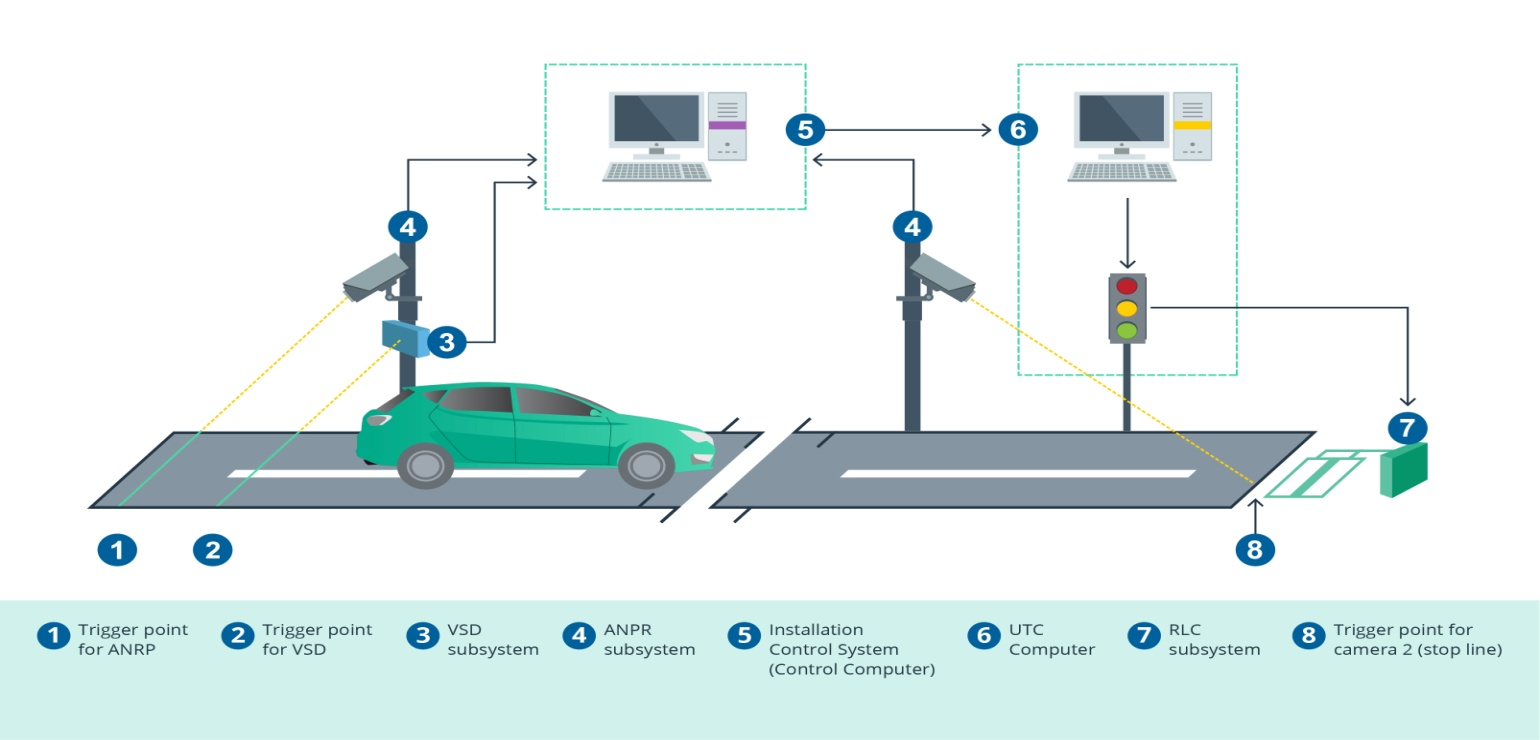 5
6
4
4
3
7
1
2
8
1 Trigger point
for ANRP
2 Trigger point
for VSD
3 VSD
subsystem
4 ANPR
subsystem
5 Installation
Control System
(Control Computer)
6 UTC
Computer
7 RLC
subsystem
8 Trigger point for
camera 2 (stop line)